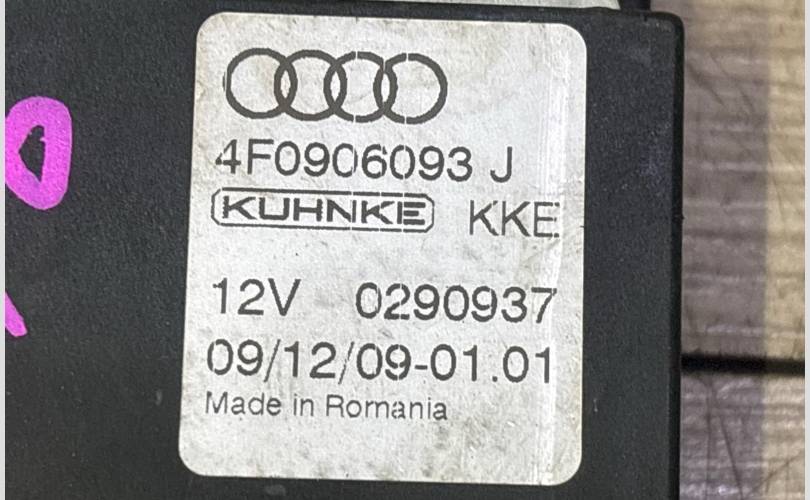 4F0906093 J
KUHNKE KKE
12V 0290937
09/12/09-01.01
Made in Romania